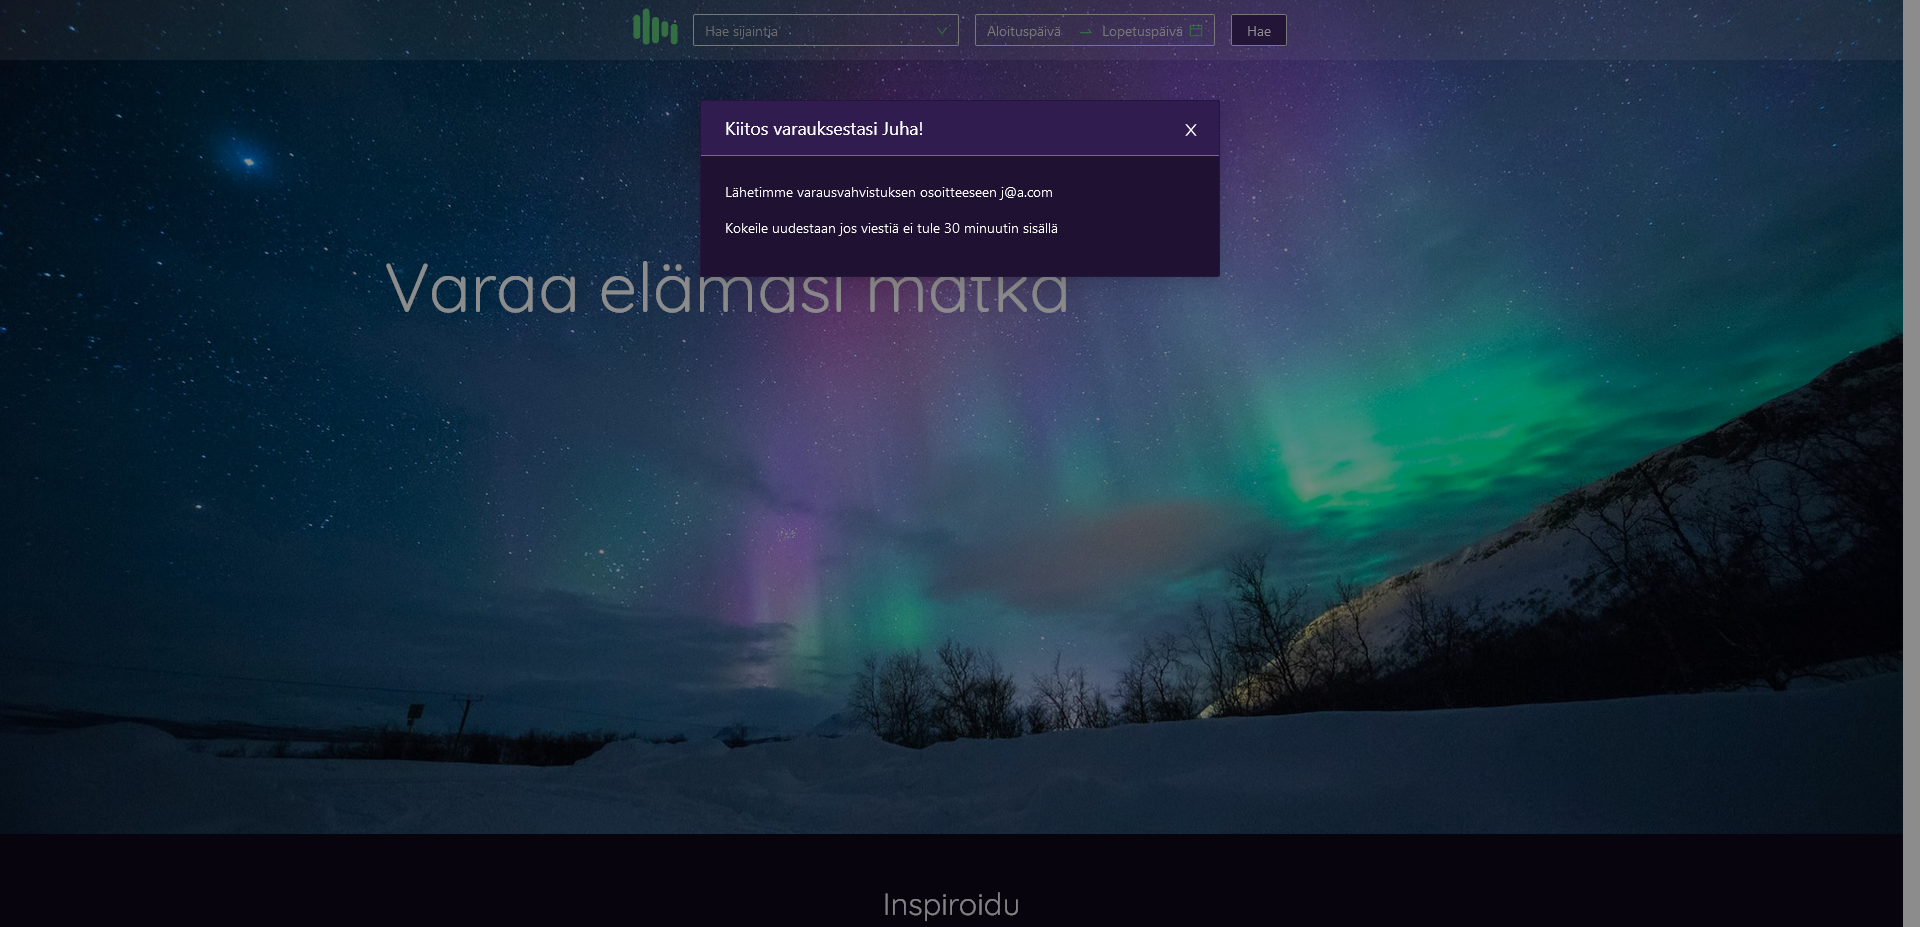 Hae sijaintja
Aloituspäivä → Lopetuspäivä
Hae
Kiitos varauksestasi Juha!
Lähetimme varausvahvistuksen osoitteeseen j@a.com
Kokeile uudestaan jos viestiä ei tule 30 minuutin sisällä
Varaa elämäsi matka
Inspiroidu